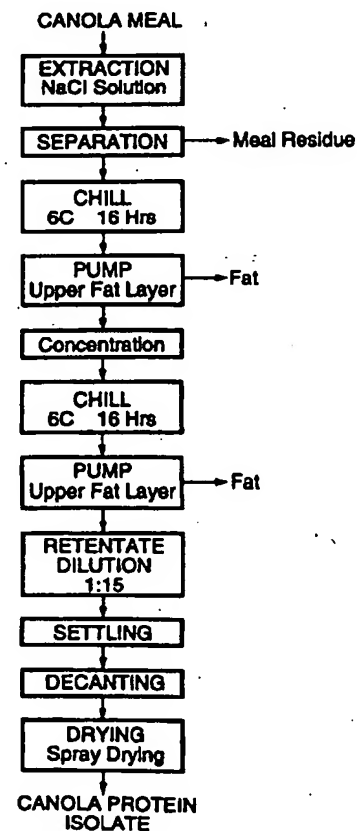 CANOLA MEAL
EXTRACTION
NaCl Solution
SEPARATION
Meal Residue
CHILL
6C 16 Hrs
PUMP
Upper Fat Layer
Fat
Concentration
CHILL
6C 16 Hrs
PUMP
Upper Fat Layer
Fat
RETENTATE
DILUTION
1:15
SETTLING
DECANTING
DRYING
Spray Drying
CANOLA PROTEIN
ISOLATE